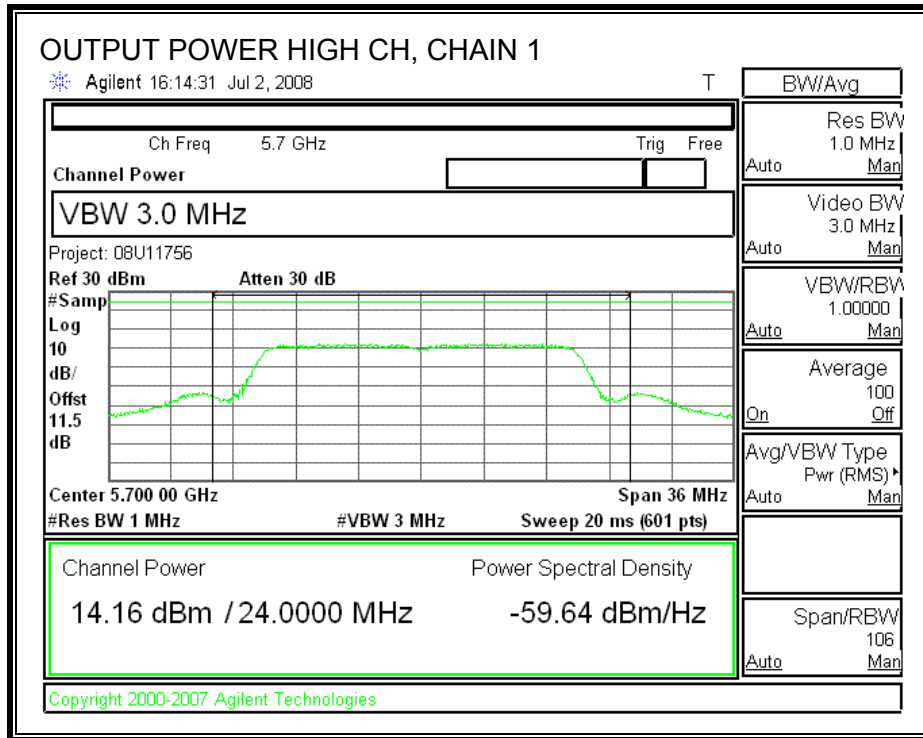 OUTPUT POWER HIGH CH, CHAIN 1
Agilent 16:14:31 Jul 2, 2008 T
BW/Avg
Ch Freq 5.7 GHz Trig Free
Channel Power
VBW 3.0 MHz
Project: 08U11756
Ref 30 dBm Atten 30 dB
#Samp
Log
10
dB/
Offst
11.5
dB
Center 5.700 00 GHz Span 36 MHz
#Res BW 1 MHz #VBW 3 MHz Sweep 20 ms (601 pts)
Channel Power Power Spectral Density
14.16 dBm / 24.0000 MHz -59.64 dBm/Hz
Copyright 2000-2007 Agilent Technologies
Res BW
1.0 MHz
Auto Man
Video BW
3.0 MHz
Auto Man
VBW/RBW
1.00000
Auto Man
Average
100
On Off
Avg/VBW Type
Pwr (RMS)
Auto Man
Span/RBW
106
Auto Man